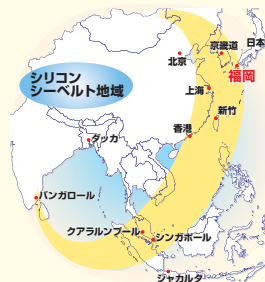 日本
京畿道
北京
福岡
シリコン
シーベルト地域
上海
新竹
香港
ダッカ
バンガロール
クアラルンプール
シンガポール
ジャカルタ